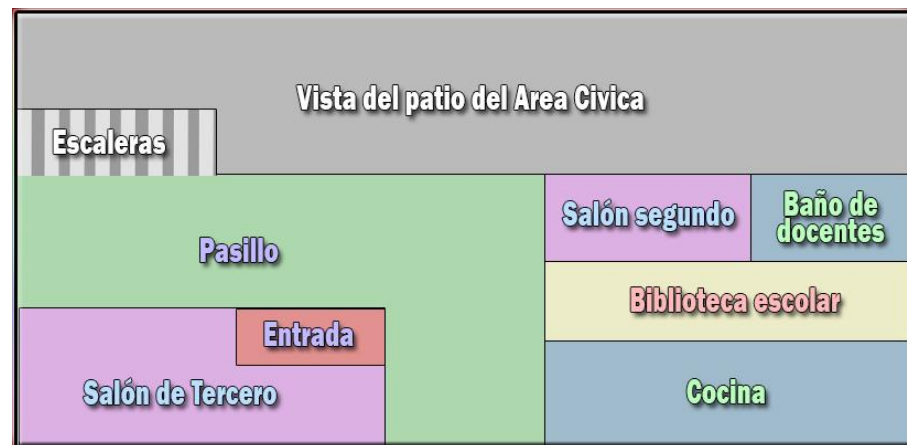 Vista del patio del Area Civica
Escaleras
Pasillo
Salón segundo
Baño de
docentes
Biblioteca escolar
Entrada
Salón de Tercero
Cocina